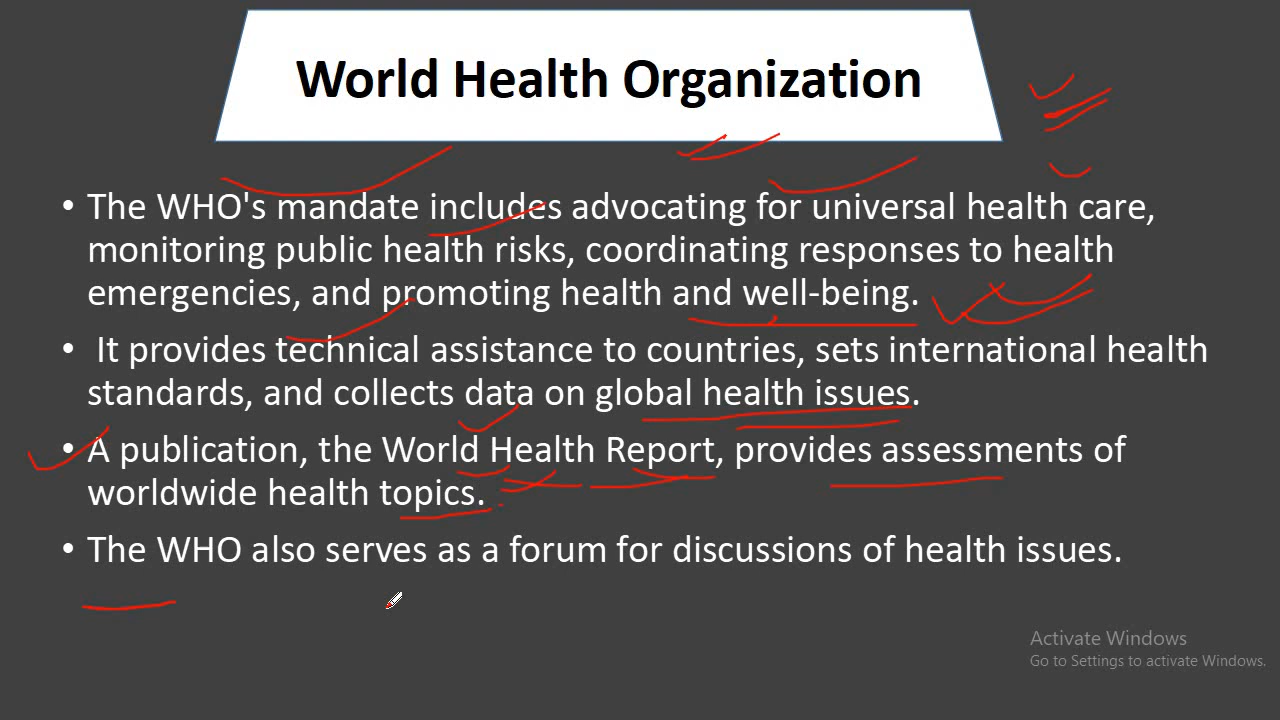 World Health Organization
• The WHO's mandate includes advocating for universal health care,
monitoring public health risks, coordinating responses to health
emergencies, and promoting health and well-being.
• It provides technical assistance to countries, sets international health
standards, and collects data on global health issues.
• A publication, the World Health Report, provides assessments of
worldwide health topics.
• The WHO also serves as a forum for discussions of health issues.
Activate Windows
Go to Settings to activate Windows.